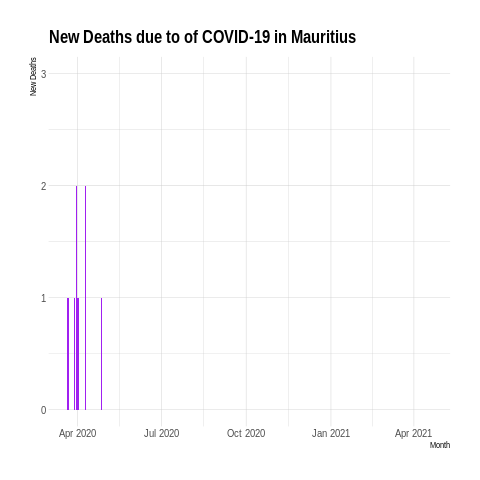 New Deaths due to of COVID-19 in Mauritius
New Deaths
3
2
1
0
Apr 2020 Jul 2020 Oct 2020 Jan 2021 Apr 2021
Month